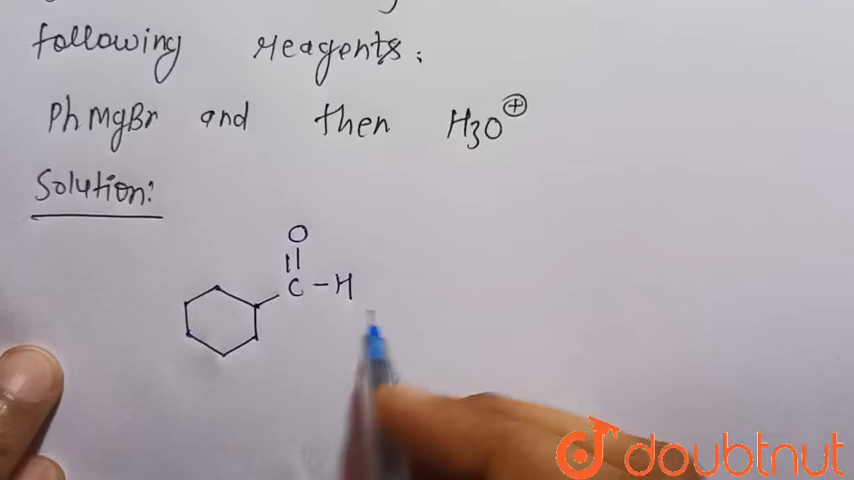 following reagents:
PhMgBr and then H3O⊕
Solution:
O
C-H
doubtnut